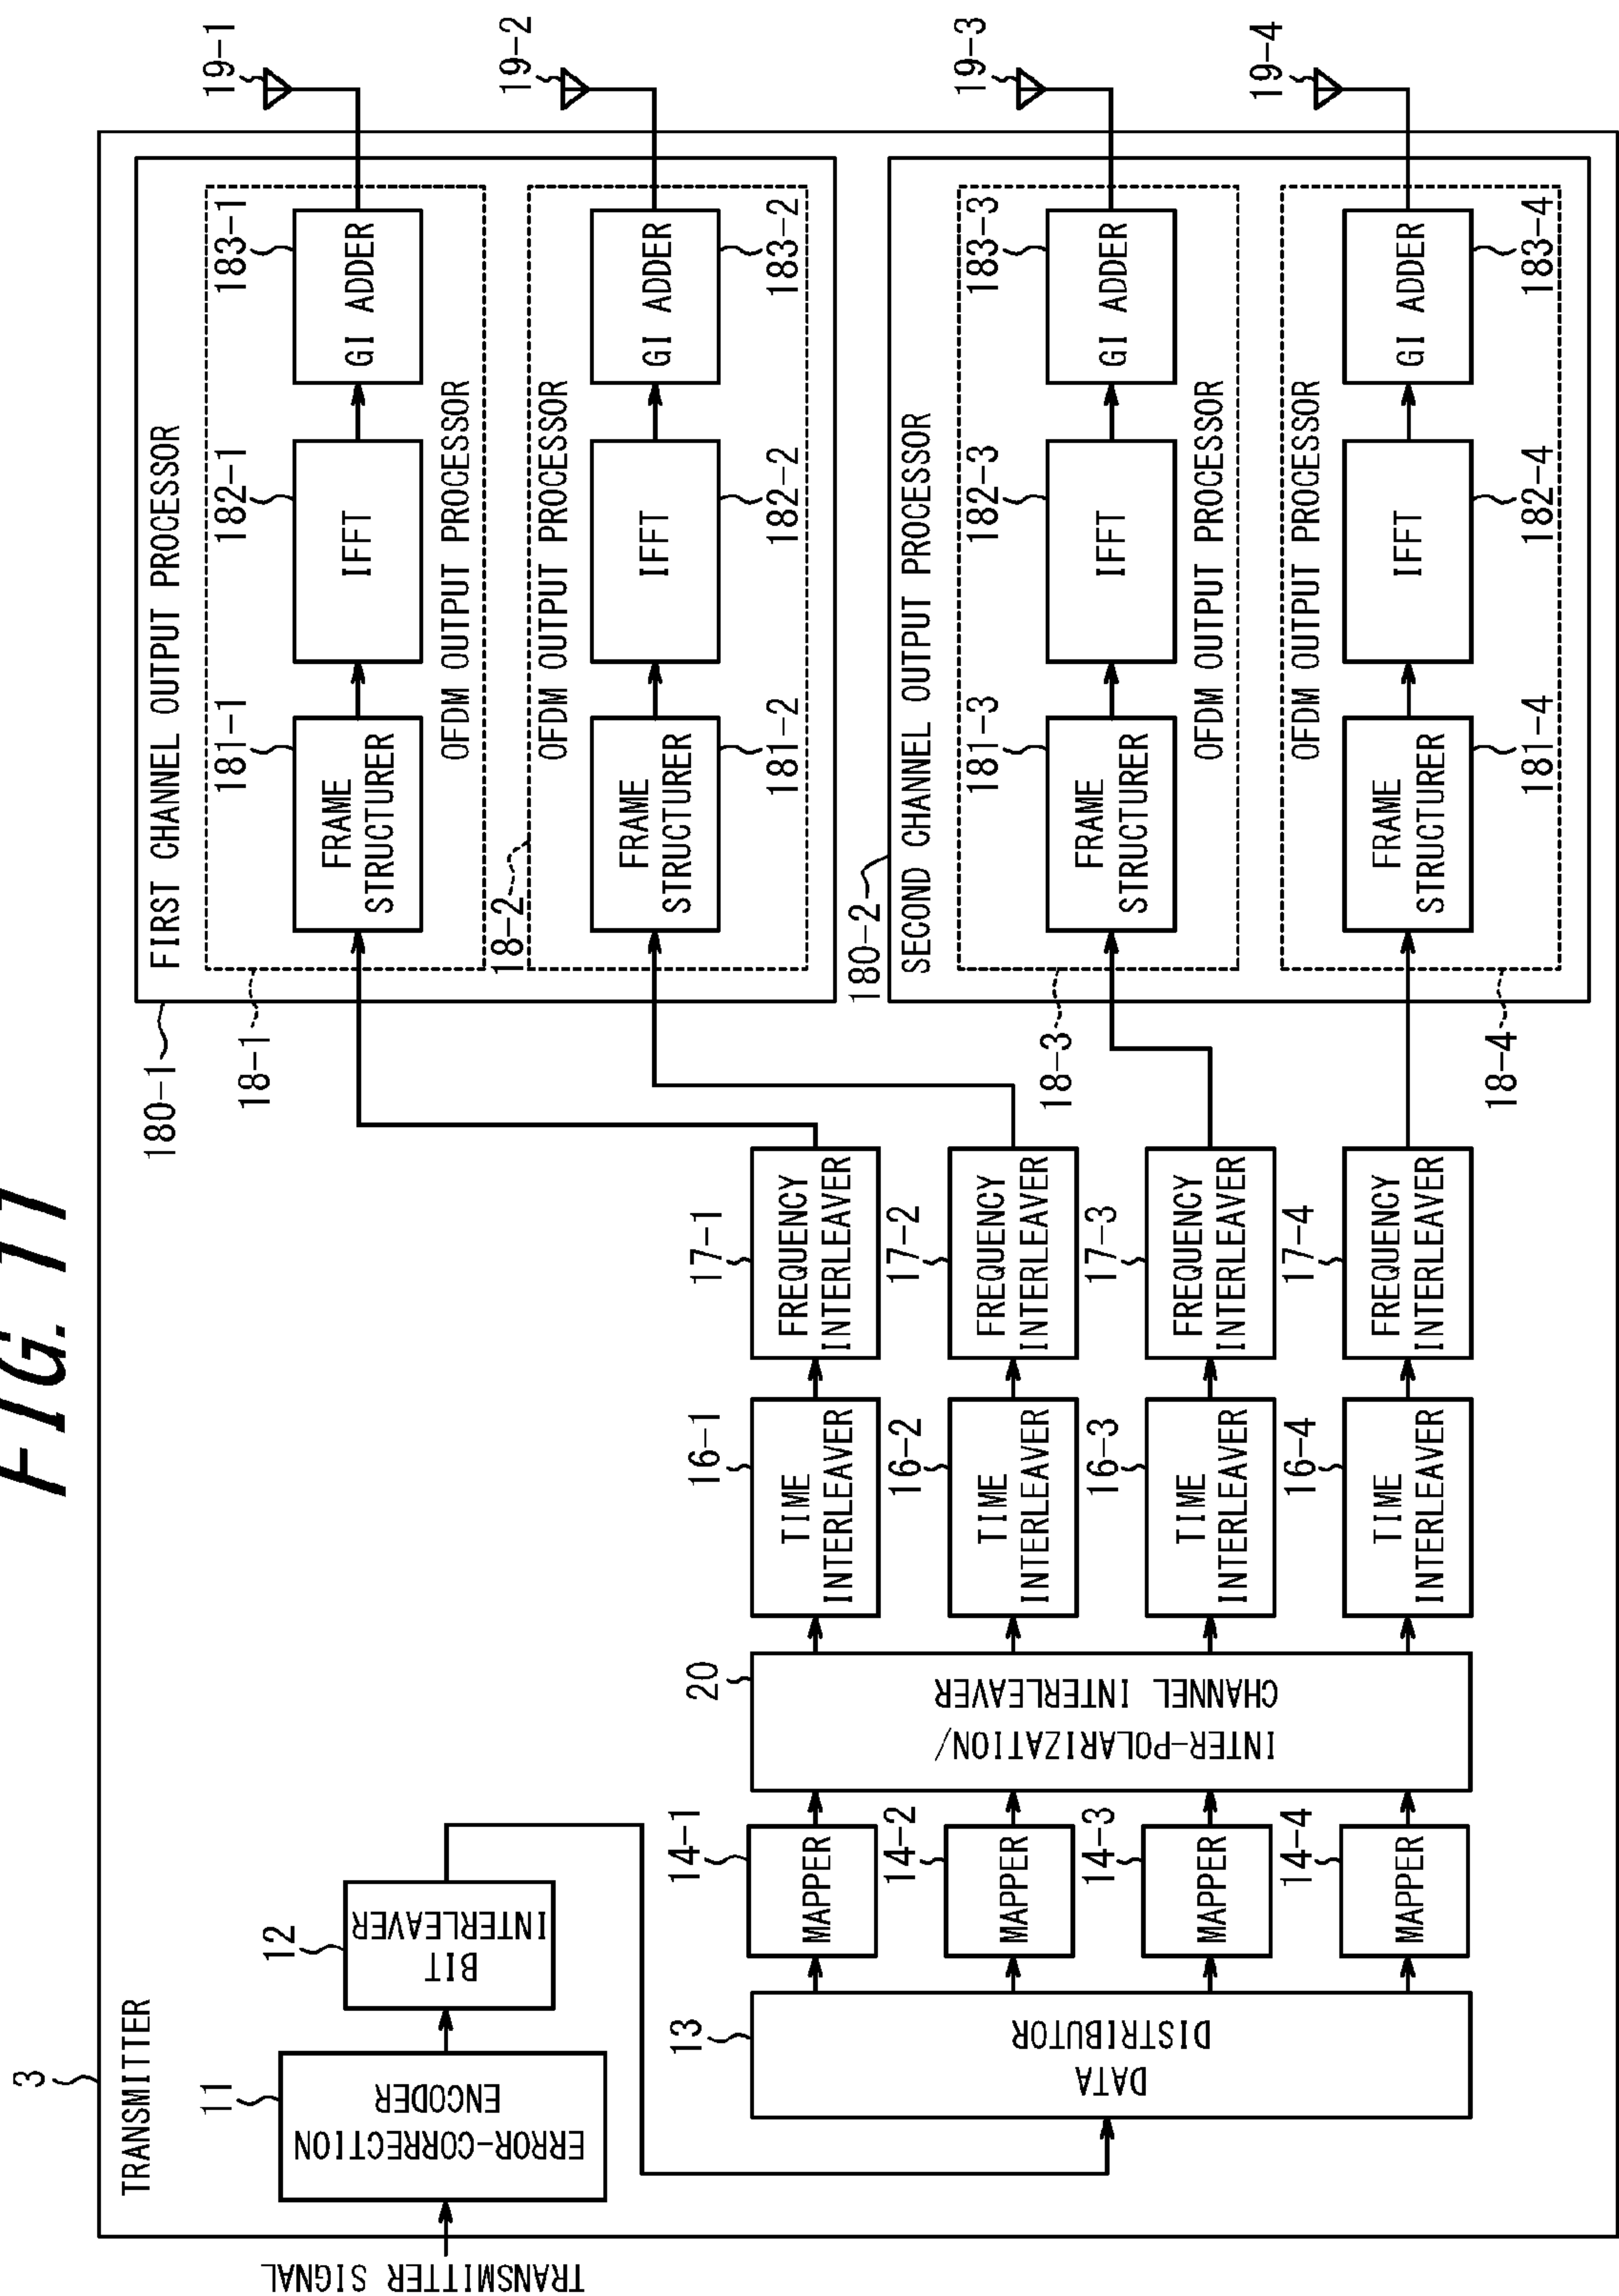 FIG. 11
3
TRANSMITTER
TRANSMITTER SIGNAL
11
ERROR-CORRECTION
ENCODER
12
BIT
INTERLEAVER
13
DATA
DISTRIBUTOR
14-1
MAPPER
14-2
MAPPER
14-3
MAPPER
14-4
MAPPER
20
INTER-POLARIZATION/
CHANNEL INTERLEAVER
16-1
TIME
INTERLEAVER
16-2
TIME
INTERLEAVER
16-3
TIME
INTERLEAVER
16-4
TIME
INTERLEAVER
17-1
FREQUENCY
INTERLEAVER
17-2
FREQUENCY
INTERLEAVER
17-3
FREQUENCY
INTERLEAVER
17-4
FREQUENCY
INTERLEAVER
180-1
FIRST CHANNEL OUTPUT PROCESSOR
18-1
181-1
FRAME
STRUCTURER
182-1
IFFT
183-1
GI ADDER
OFDM OUTPUT PROCESSOR
19-1
18-2
OFDM OUTPUT PROCESSOR
FRAME
STRUCTURER
181-2
IFFT
182-2
GI ADDER
183-2
19-2
180-2
SECOND CHANNEL OUTPUT PROCESSOR
18-3
181-3
FRAME
STRUCTURER
182-3
IFFT
183-3
GI ADDER
OFDM OUTPUT PROCESSOR
19-3
18-4
OFDM OUTPUT PROCESSOR
FRAME
STRUCTURER
181-4
IFFT
182-4
GI ADDER
183-4
19-4